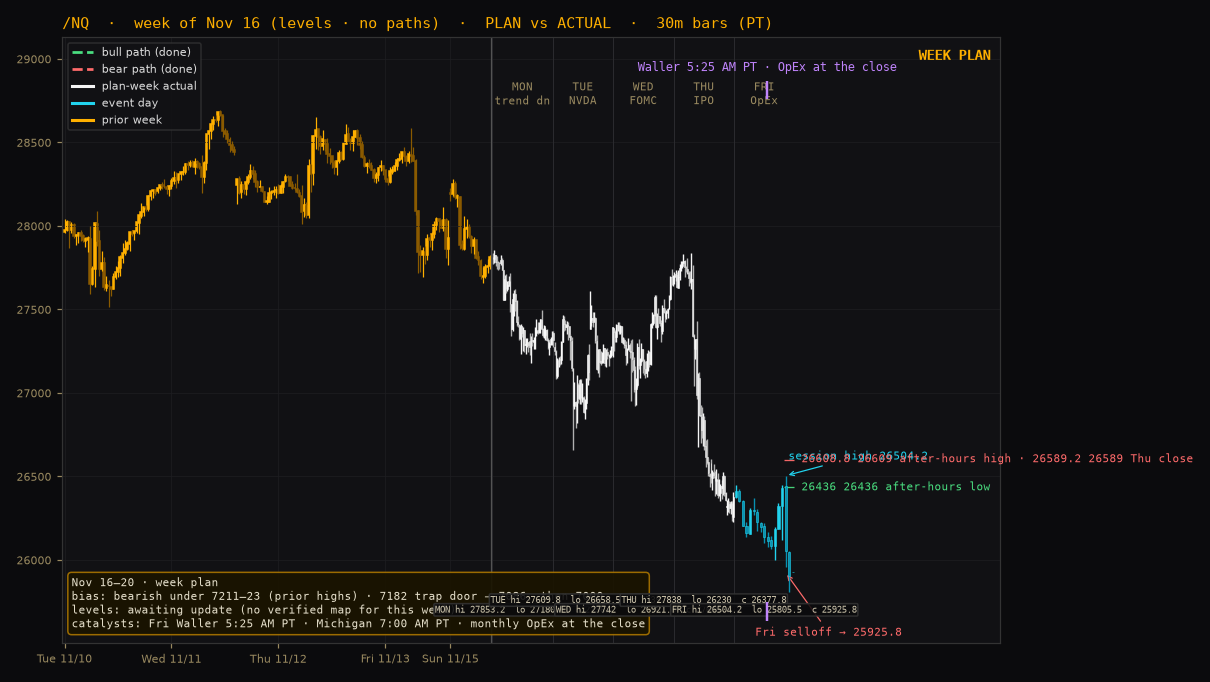 /NQ · week of Nov 16 (levels · no paths) · PLAN vs ACTUAL · 30m bars (PT)
WEEK PLAN
bull path (done)
bear path (done)
plan-week actual
event day
prior week
Waller 5:25 AM PT · OpEx at the close
MON TUE WED THU FRI
trend dn NVDA FOMC IPO OpEx
29000
28500
28000
27500
27000
26500
26000
session high 26504.2
after-hours high · 26589.2 26589 Thu close
26436 26436 after-hours low
Nov 16–20 · week plan
bias: bearish under 7211–23 (prior highs) · 7182 trap door
levels: awaiting update (no verified map for this we
catalysts: Fri Waller 5:25 AM PT · Michigan 7:00 AM PT · monthly OpEx at the close
TUE hi 27609.8 lo 26658.5
THU hi 27838 lo 26230 c 26377.8
MON hi 27853.2 lo 27180
WED hi 27742 lo 26921.
FRI hi 26504.2 lo 25805.5 c 25925.8
Fri selloff → 25925.8
Tue 11/10
Wed 11/11
Thu 11/12
Fri 11/13
Sun 11/15